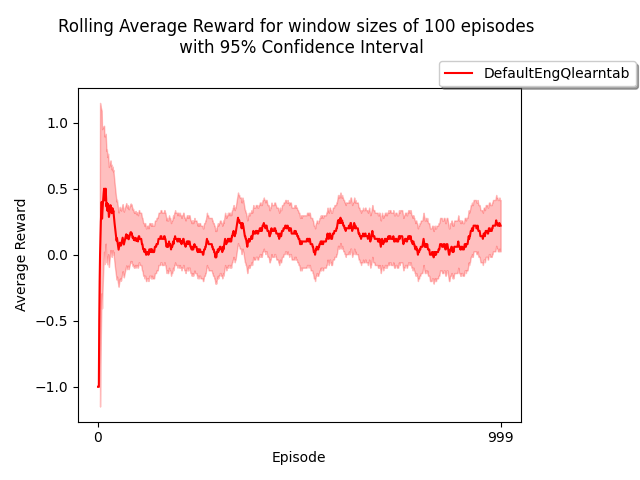 Rolling Average Reward for window sizes of 100 episodes
with 95% Confidence Interval
DefaultEngQlearntab
1.0
0.5
0.0
−0.5
−1.0
Average Reward
0
999
Episode